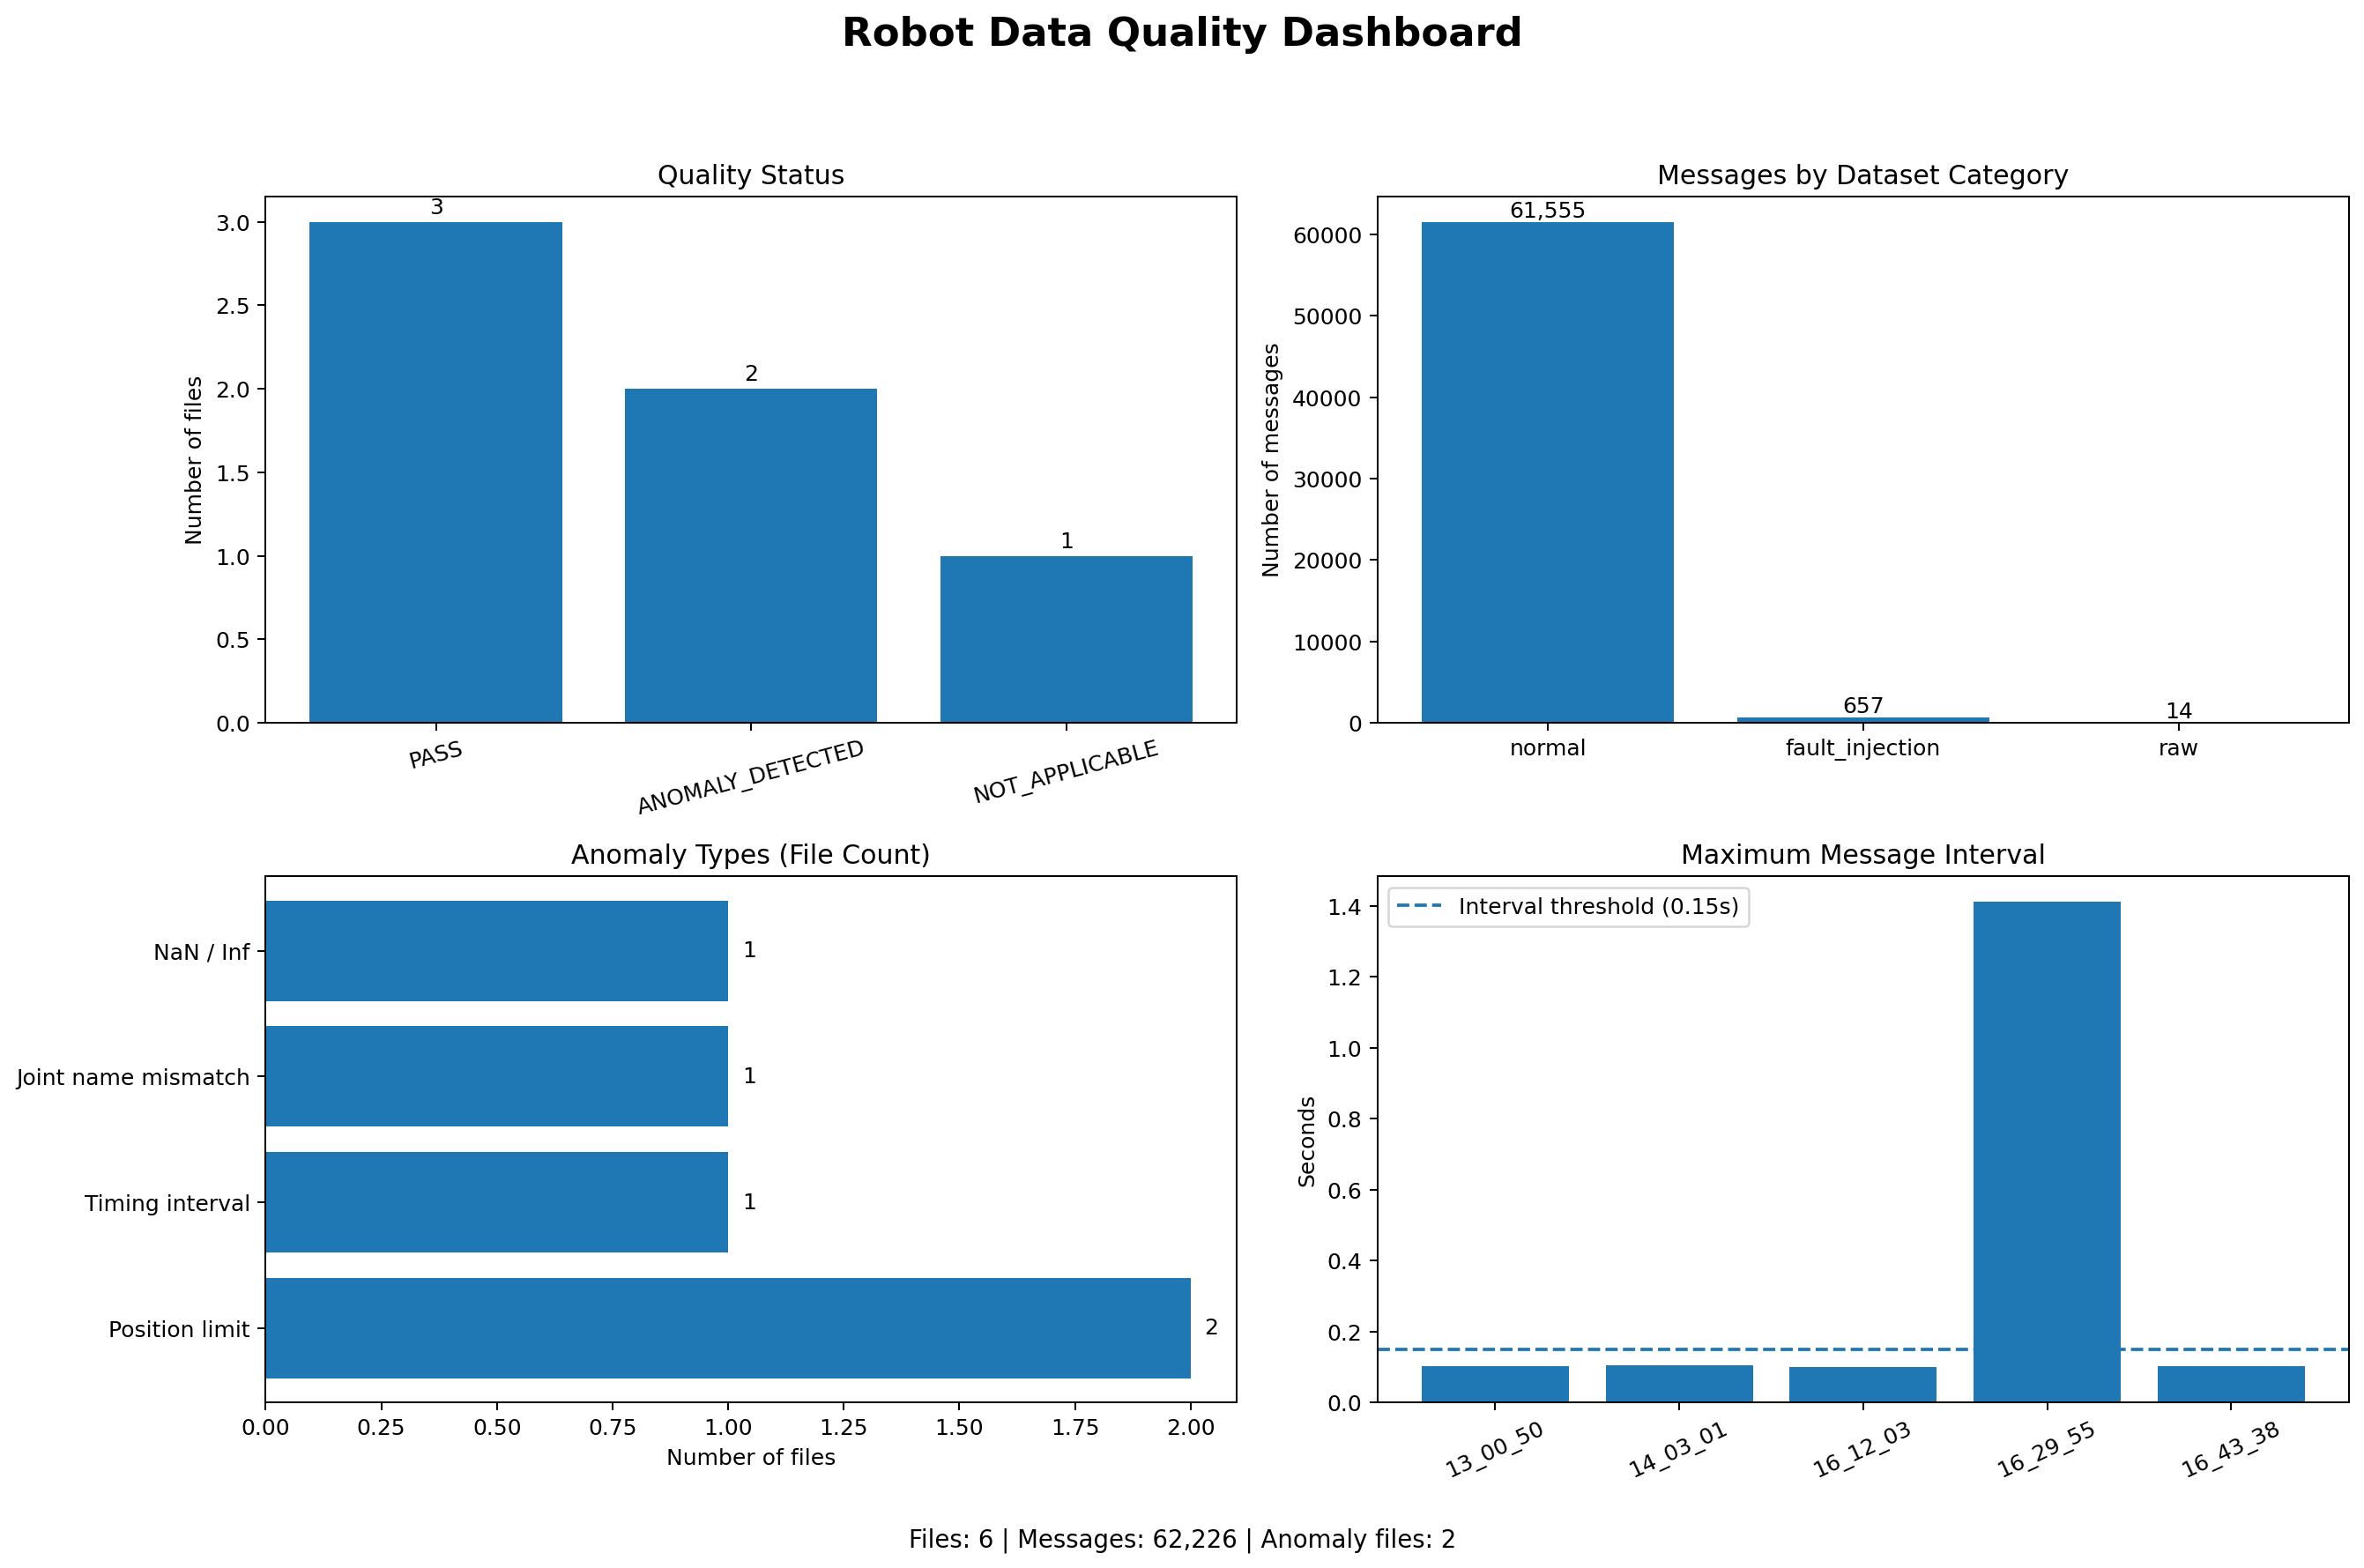 Robot Data Quality Dashboard
Quality Status
Number of files
3.0
2.5
2.0
1.5
1.0
0.5
0.0
3
2
1
PASS
ANOMALY_DETECTED
NOT_APPLICABLE
Messages by Dataset Category
Number of messages
60000
50000
40000
30000
20000
10000
0
61,555
657
14
normal
fault_injection
raw
Anomaly Types (File Count)
NaN / Inf
Joint name mismatch
Timing interval
Position limit
1
1
1
2
0.00
0.25
0.50
0.75
1.00
1.25
1.50
1.75
2.00
Number of files
Maximum Message Interval
Seconds
1.4
1.2
1.0
0.8
0.6
0.4
0.2
0.0
Interval threshold (0.15s)
13_00_50
14_03_01
16_12_03
16_29_55
16_43_38
Files: 6 | Messages: 62,226 | Anomaly files: 2